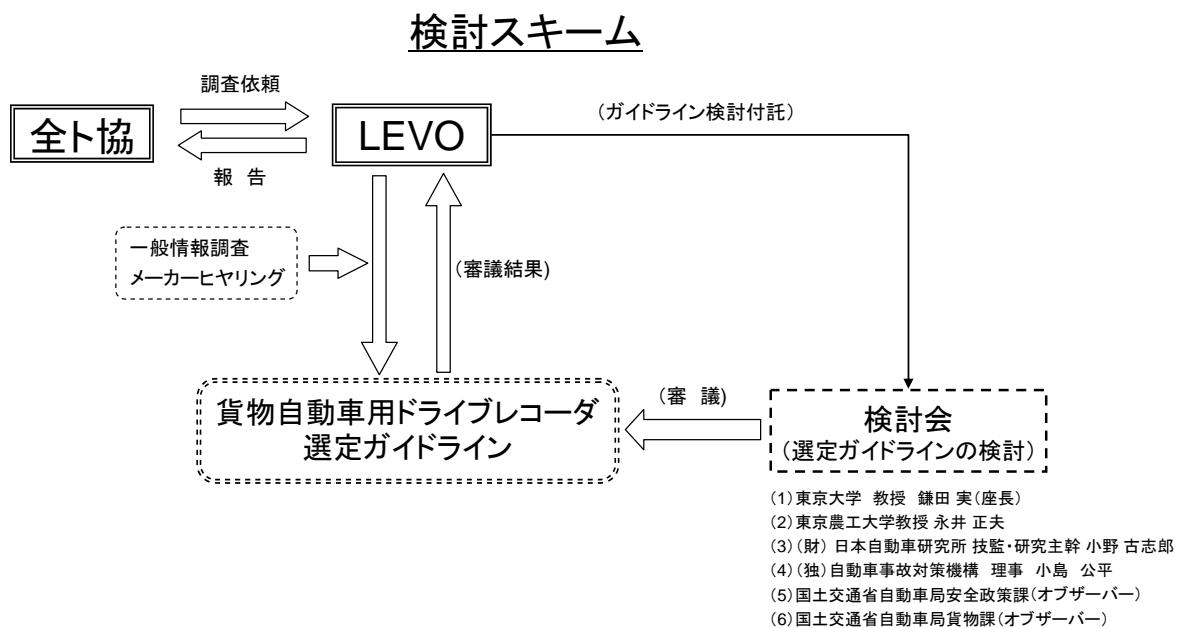 検討スキーム
調査依頼
全ト協
LEVO
(ガイドライン検討付託)
報 告
一般情報調査
メーカーヒヤリング
(審議結果)
貨物自動車用ドライブレコーダ
選定ガイドライン
(審 議)
検討会
(選定ガイドラインの検討)
(1)東京大学 教授 鎌田 実(座長)
(2)東京農工大学教授 永井 正夫
(3)(財) 日本自動車研究所 技監・研究主幹 小野 古志郎
(4)(独)自動車事故対策機構 理事 小島 公平
(5)国土交通省自動車局安全政策課(オブザーバー)
(6)国土交通省自動車局貨物課(オブザーバー)